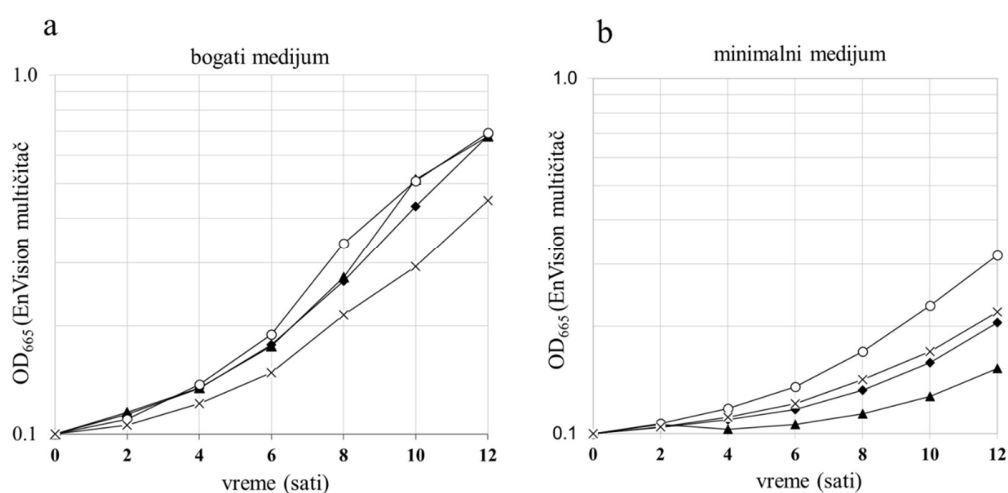 a
bogati medijum
1.0
OD665 (EnVision multičitač
0.1
0 2 4 6 8 10 12
vreme (sati)
b
minimalni medijum
1.0
OD665 (EnVision multičitač
0.1
0 2 4 6 8 10 12
vreme (sati)